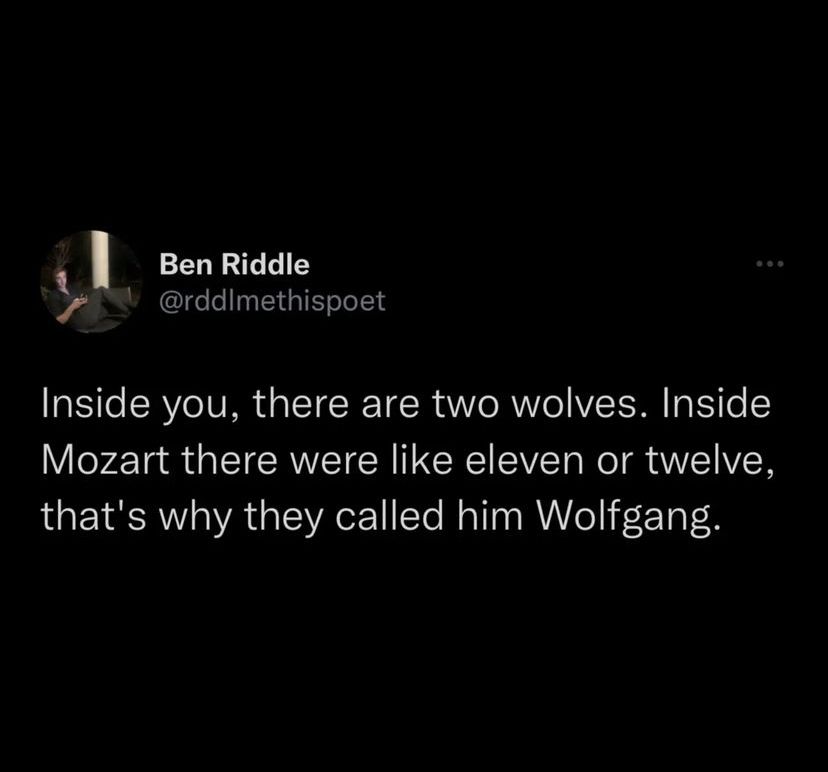 Ben Riddle
@rddlmethispoet
Inside you, there are two wolves. Inside
Mozart there were like eleven or twelve,
that's why they called him Wolfgang.